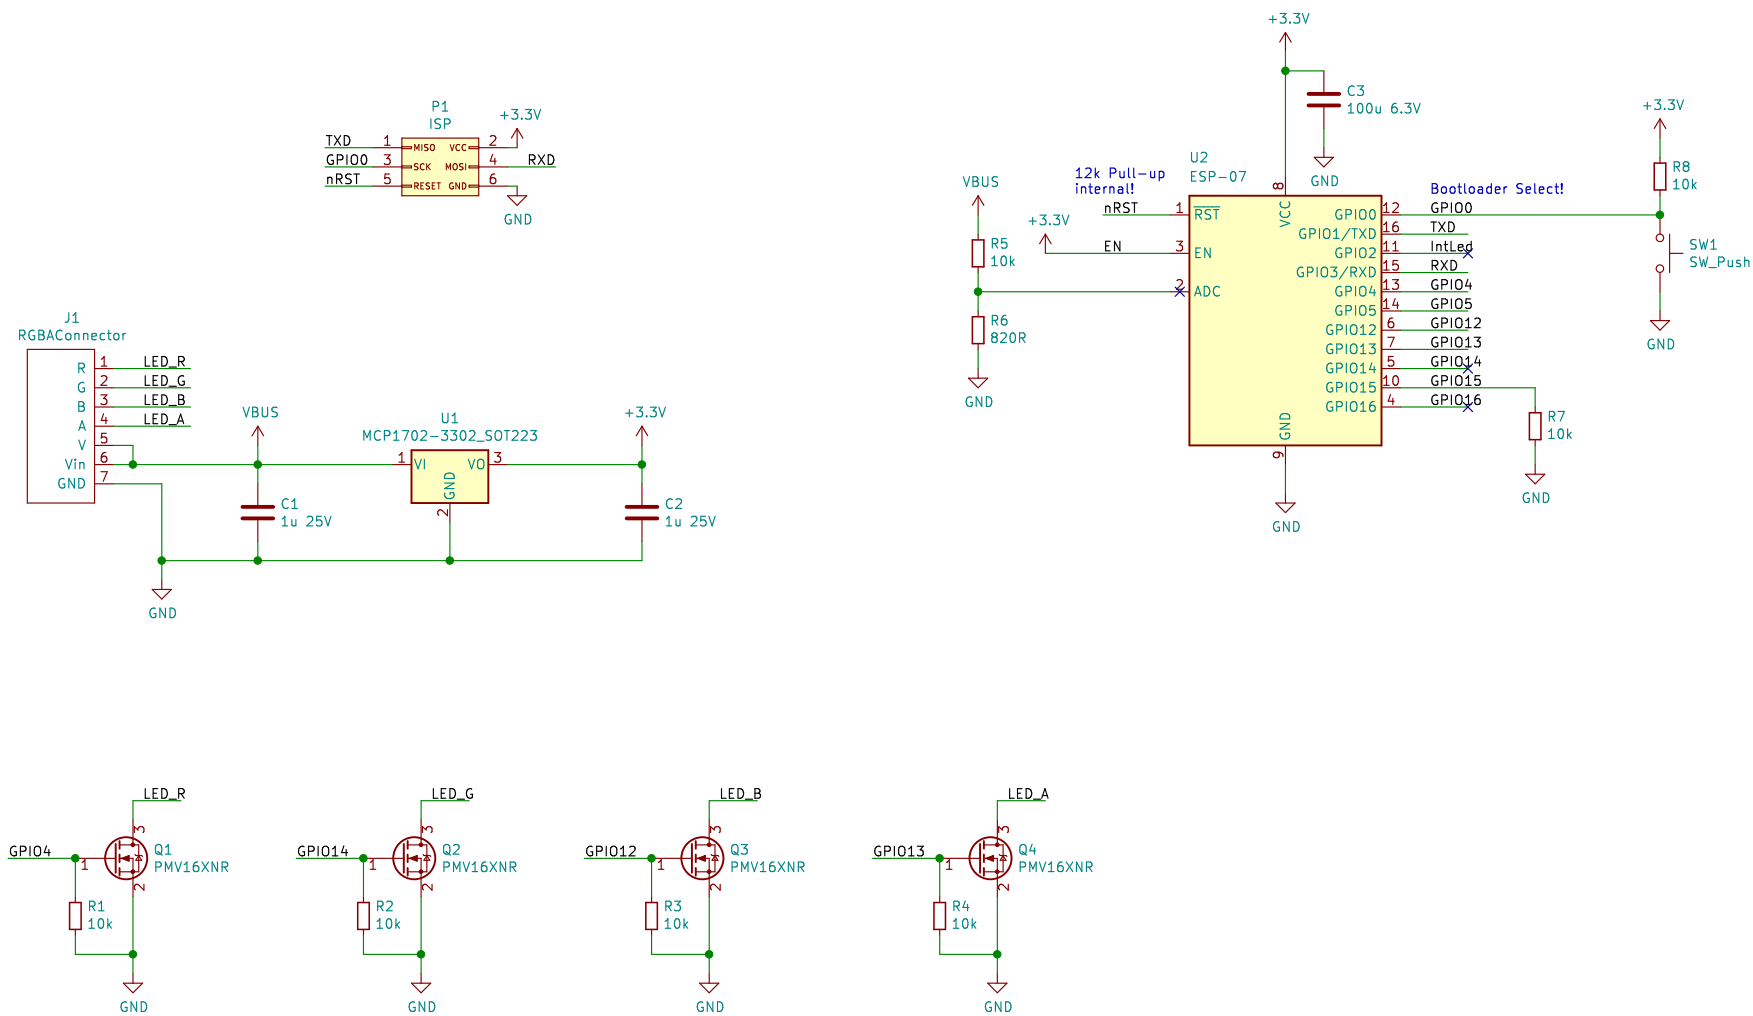 P1
ISP
TXD 1 MISO VCC 2 +3.3V
GPIO0 3 SCK MOSI 4 RXD
nRST 5 RESET GND 6
GND
J1
RGBAConnector
R 1 LED_R
G 2 LED_G
B 3 LED_B
A 4 LED_A
V 5
Vin 6
GND 7
VBUS
C1
1u 25V
GND
U1
MCP1702-3302_SOT223
1 VI VO 3
GND
2
+3.3V
C2
1u 25V
+3.3V
C3
100u 6.3V
GND
U2
ESP-07
12k Pull-up
internal!
nRST 1 RST
+3.3V
EN 3 EN
2 ADC
VBUS
R5
10k
R6
820R
GND
8
VCC
GND
9
GND
Bootloader Select!
GPIO0 12 GPIO0
GPIO1/TXD 16 TXD
GPIO2 11 IntLed
GPIO3/RXD 15 RXD
GPIO4 13 GPIO4
GPIO5 14 GPIO5
GPIO12 6 GPIO12
GPIO13 7 GPIO13
GPIO14 5 GPIO14
GPIO15 10 GPIO15
GPIO16 4 GPIO16
R7
10k
GND
+3.3V
R8
10k
SW1
SW_Push
GND
LED_R
3
GPIO4 1
Q1
PMV16XNR
2
R1
10k
GND
LED_G
3
GPIO14 1
Q2
PMV16XNR
2
R2
10k
GND
LED_B
3
GPIO12 1
Q3
PMV16XNR
2
R3
10k
GND
LED_A
3
GPIO13 1
Q4
PMV16XNR
2
R4
10k
GND